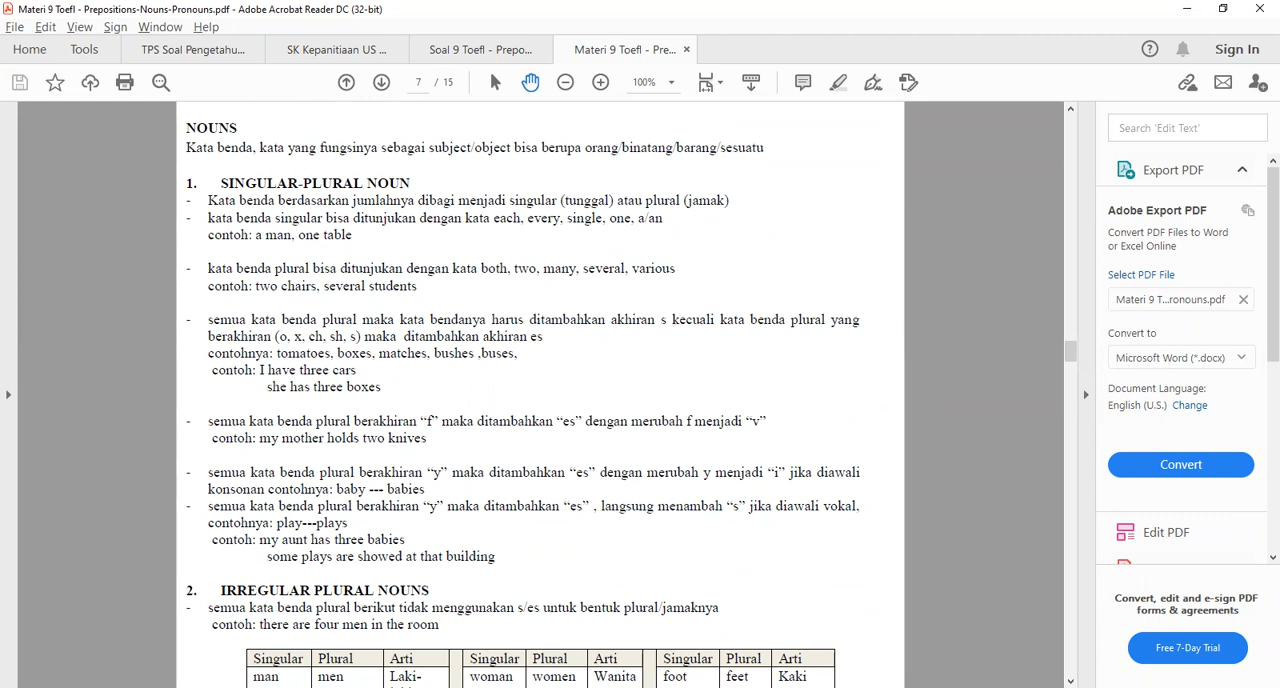 Materi 9 Toefl - Prepositions-Nouns-Pronouns.pdf - Adobe Acrobat Reader DC (32-bit)
File Edit View Sign Window Help
Home Tools TPS Soal Pengetahu... SK Kepanitiaan US ... Soal 9 Toefl - Prepo... Materi 9 Toefl - Pre... × Sign In
7 / 15 100%
NOUNS
Kata benda, kata yang fungsinya sebagai subject/object bisa berupa orang/binatang/barang/sesuatu
1. SINGULAR-PLURAL NOUN
- Kata benda berdasarkan jumlahnya dibagi menjadi singular (tunggal) atau plural (jamak)
- kata benda singular bisa ditunjukan dengan kata each, every, single, one, a/an
contoh: a man, one table
- kata benda plural bisa ditunjukan dengan kata both, two, many, several, various
contoh: two chairs, several students
- semua kata benda plural maka kata bendanya harus ditambahkan akhiran s kecuali kata benda plural yang
berakhiran (o, x, ch, sh, s) maka ditambahkan akhiran es
contohnya: tomatoes, boxes, matches, bushes ,buses,
contoh: I have three cars
she has three boxes
- semua kata benda plural berakhiran “f” maka ditambahkan “es” dengan merubah f menjadi “v”
contoh: my mother holds two knives
- semua kata benda plural berakhiran “y” maka ditambahkan “es” dengan merubah y menjadi “i” jika diawali
konsonan contohnya: baby --- babies
- semua kata benda plural berakhiran “y” maka ditambahkan “es” , langsung menambah “s” jika diawali vokal,
contohnya: play---plays
contoh: my aunt has three babies
some plays are showed at that building
2. IRREGULAR PLURAL NOUNS
- semua kata benda plural berikut tidak menggunakan s/es untuk bentuk plural/jamaknya
contoh: there are four men in the room
Singular Plural Arti Singular Plural Arti Singular Plural Arti
man men Laki- woman women Wanita foot feet Kaki
Search 'Edit Text'
Export PDF
Adobe Export PDF
Convert PDF Files to Word
or Excel Online
Select PDF File
Materi 9 T...ronouns.pdf
Convert to
Microsoft Word (*.docx)
Document Language:
English (U.S.) Change
Convert
Edit PDF
Convert, edit and e-sign PDF
forms & agreements
Free 7-Day Trial